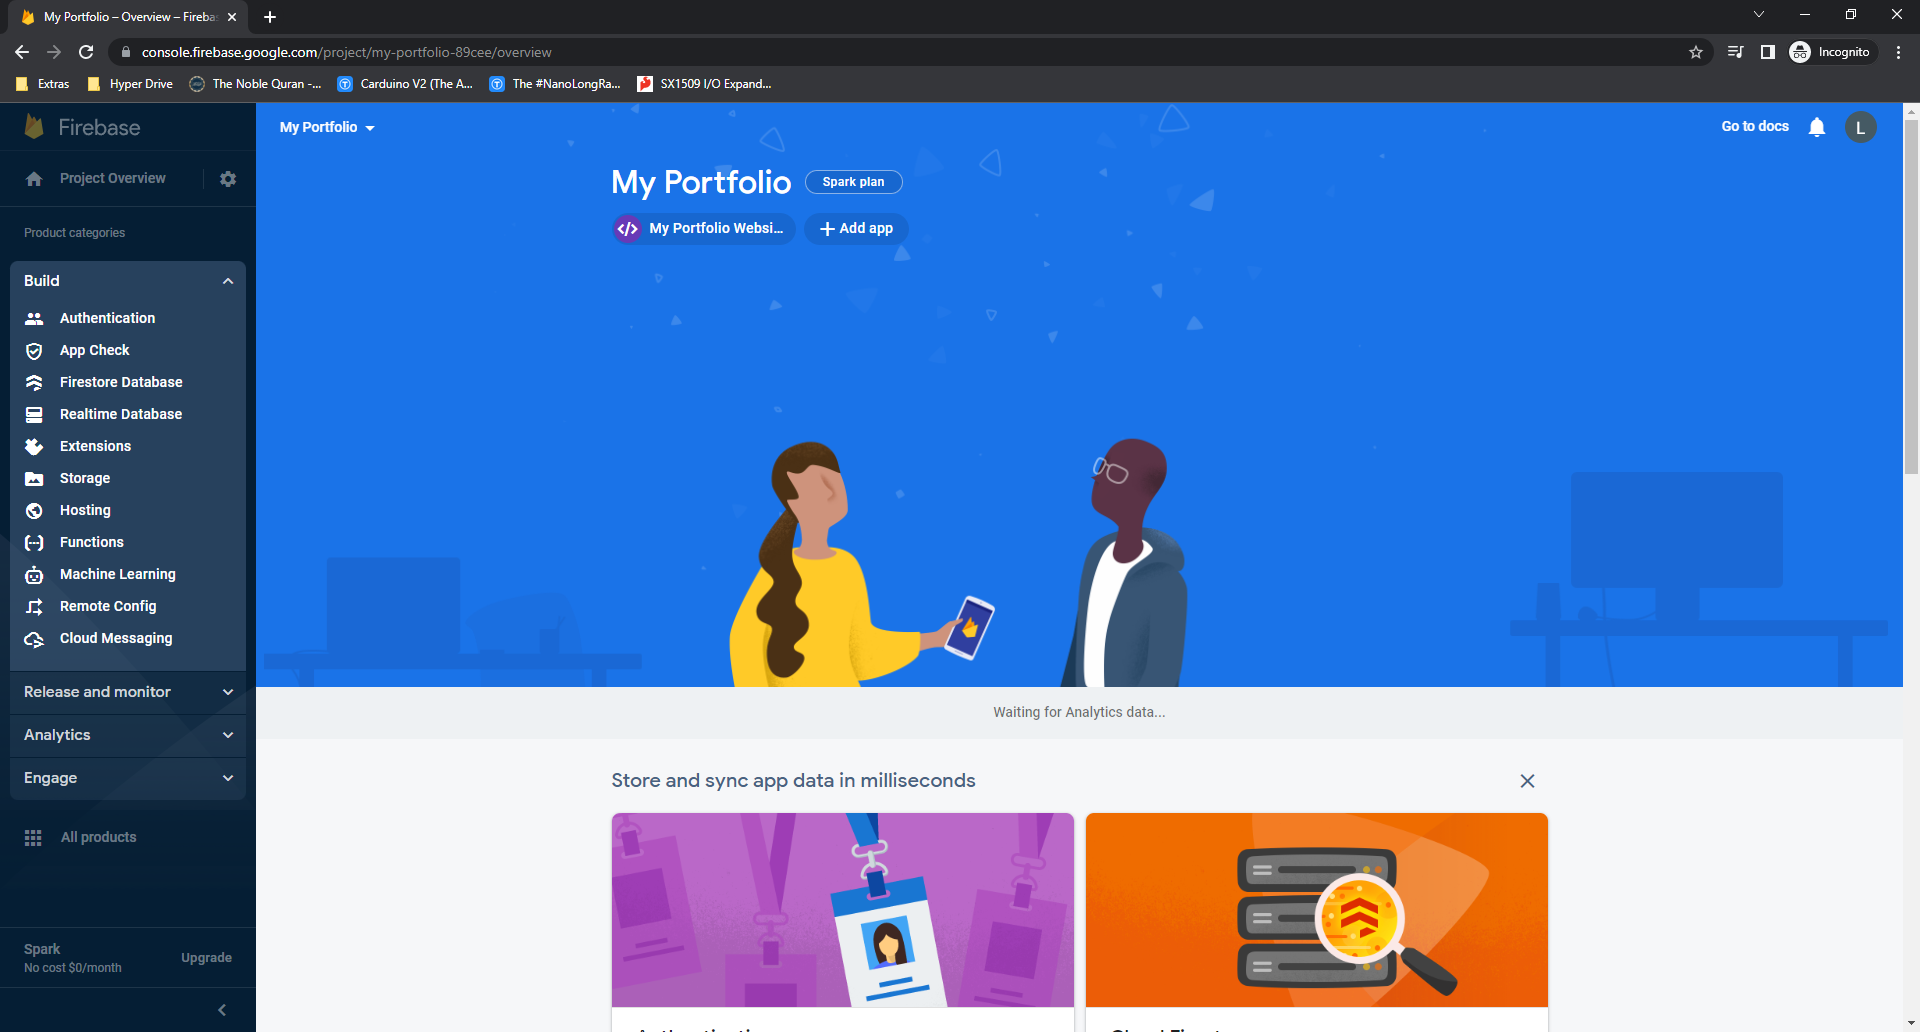 My Portfolio – Overview – Fireba
console.firebase.google.com/project/my-portfolio-89cee/overview
Incognito
Extras
Hyper Drive
The Noble Quran -...
Carduino V2 (The A...
The #NanoLongRa...
SX1509 I/O Expand...
Firebase
Project Overview
Product categories
Build
Authentication
App Check
Firestore Database
Realtime Database
Extensions
Storage
Hosting
Functions
Machine Learning
Remote Config
Cloud Messaging
Release and monitor
Analytics
Engage
All products
Spark
No cost $0/month
Upgrade
My Portfolio
Go to docs
L
My Portfolio
Spark plan
</> My Portfolio Websi...
+ Add app
Waiting for Analytics data...
Store and sync app data in milliseconds